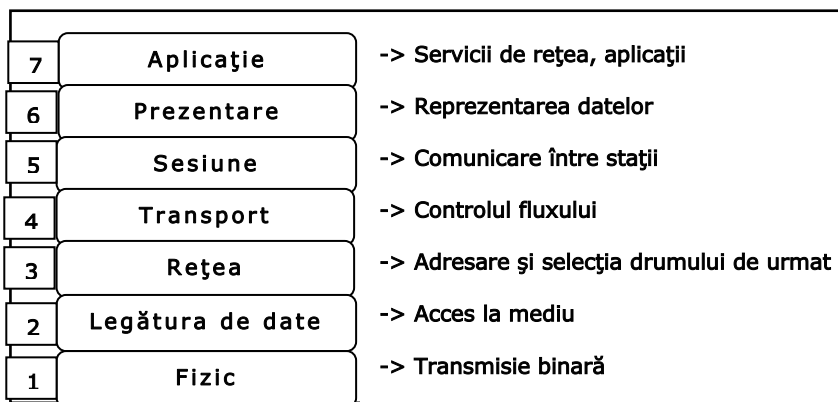 7 Aplicaţie -> Servicii de reţea, aplicaţii
6 Prezentare -> Reprezentarea datelor
5 Sesiune -> Comunicare între staţii
4 Transport -> Controlul fluxului
3 Reţea -> Adresare şi selecţia drumului de urmat
2 Legătura de date -> Acces la mediu
1 Fizic -> Transmisie binară